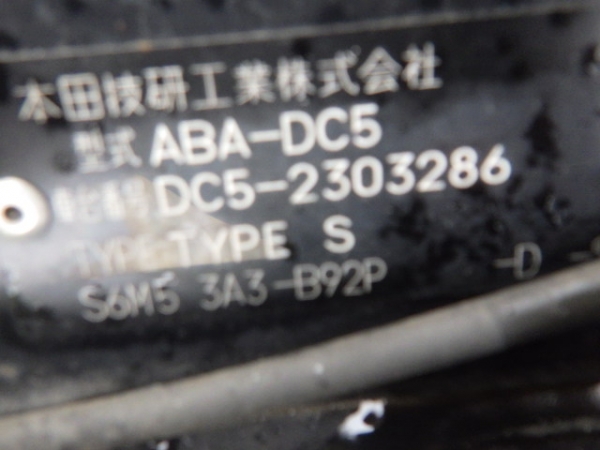 本田技研工業株式会社
型式 ABA-DC5
DC5-2303286
TYPE TYPE S
S6M5 3A3-B92P -D